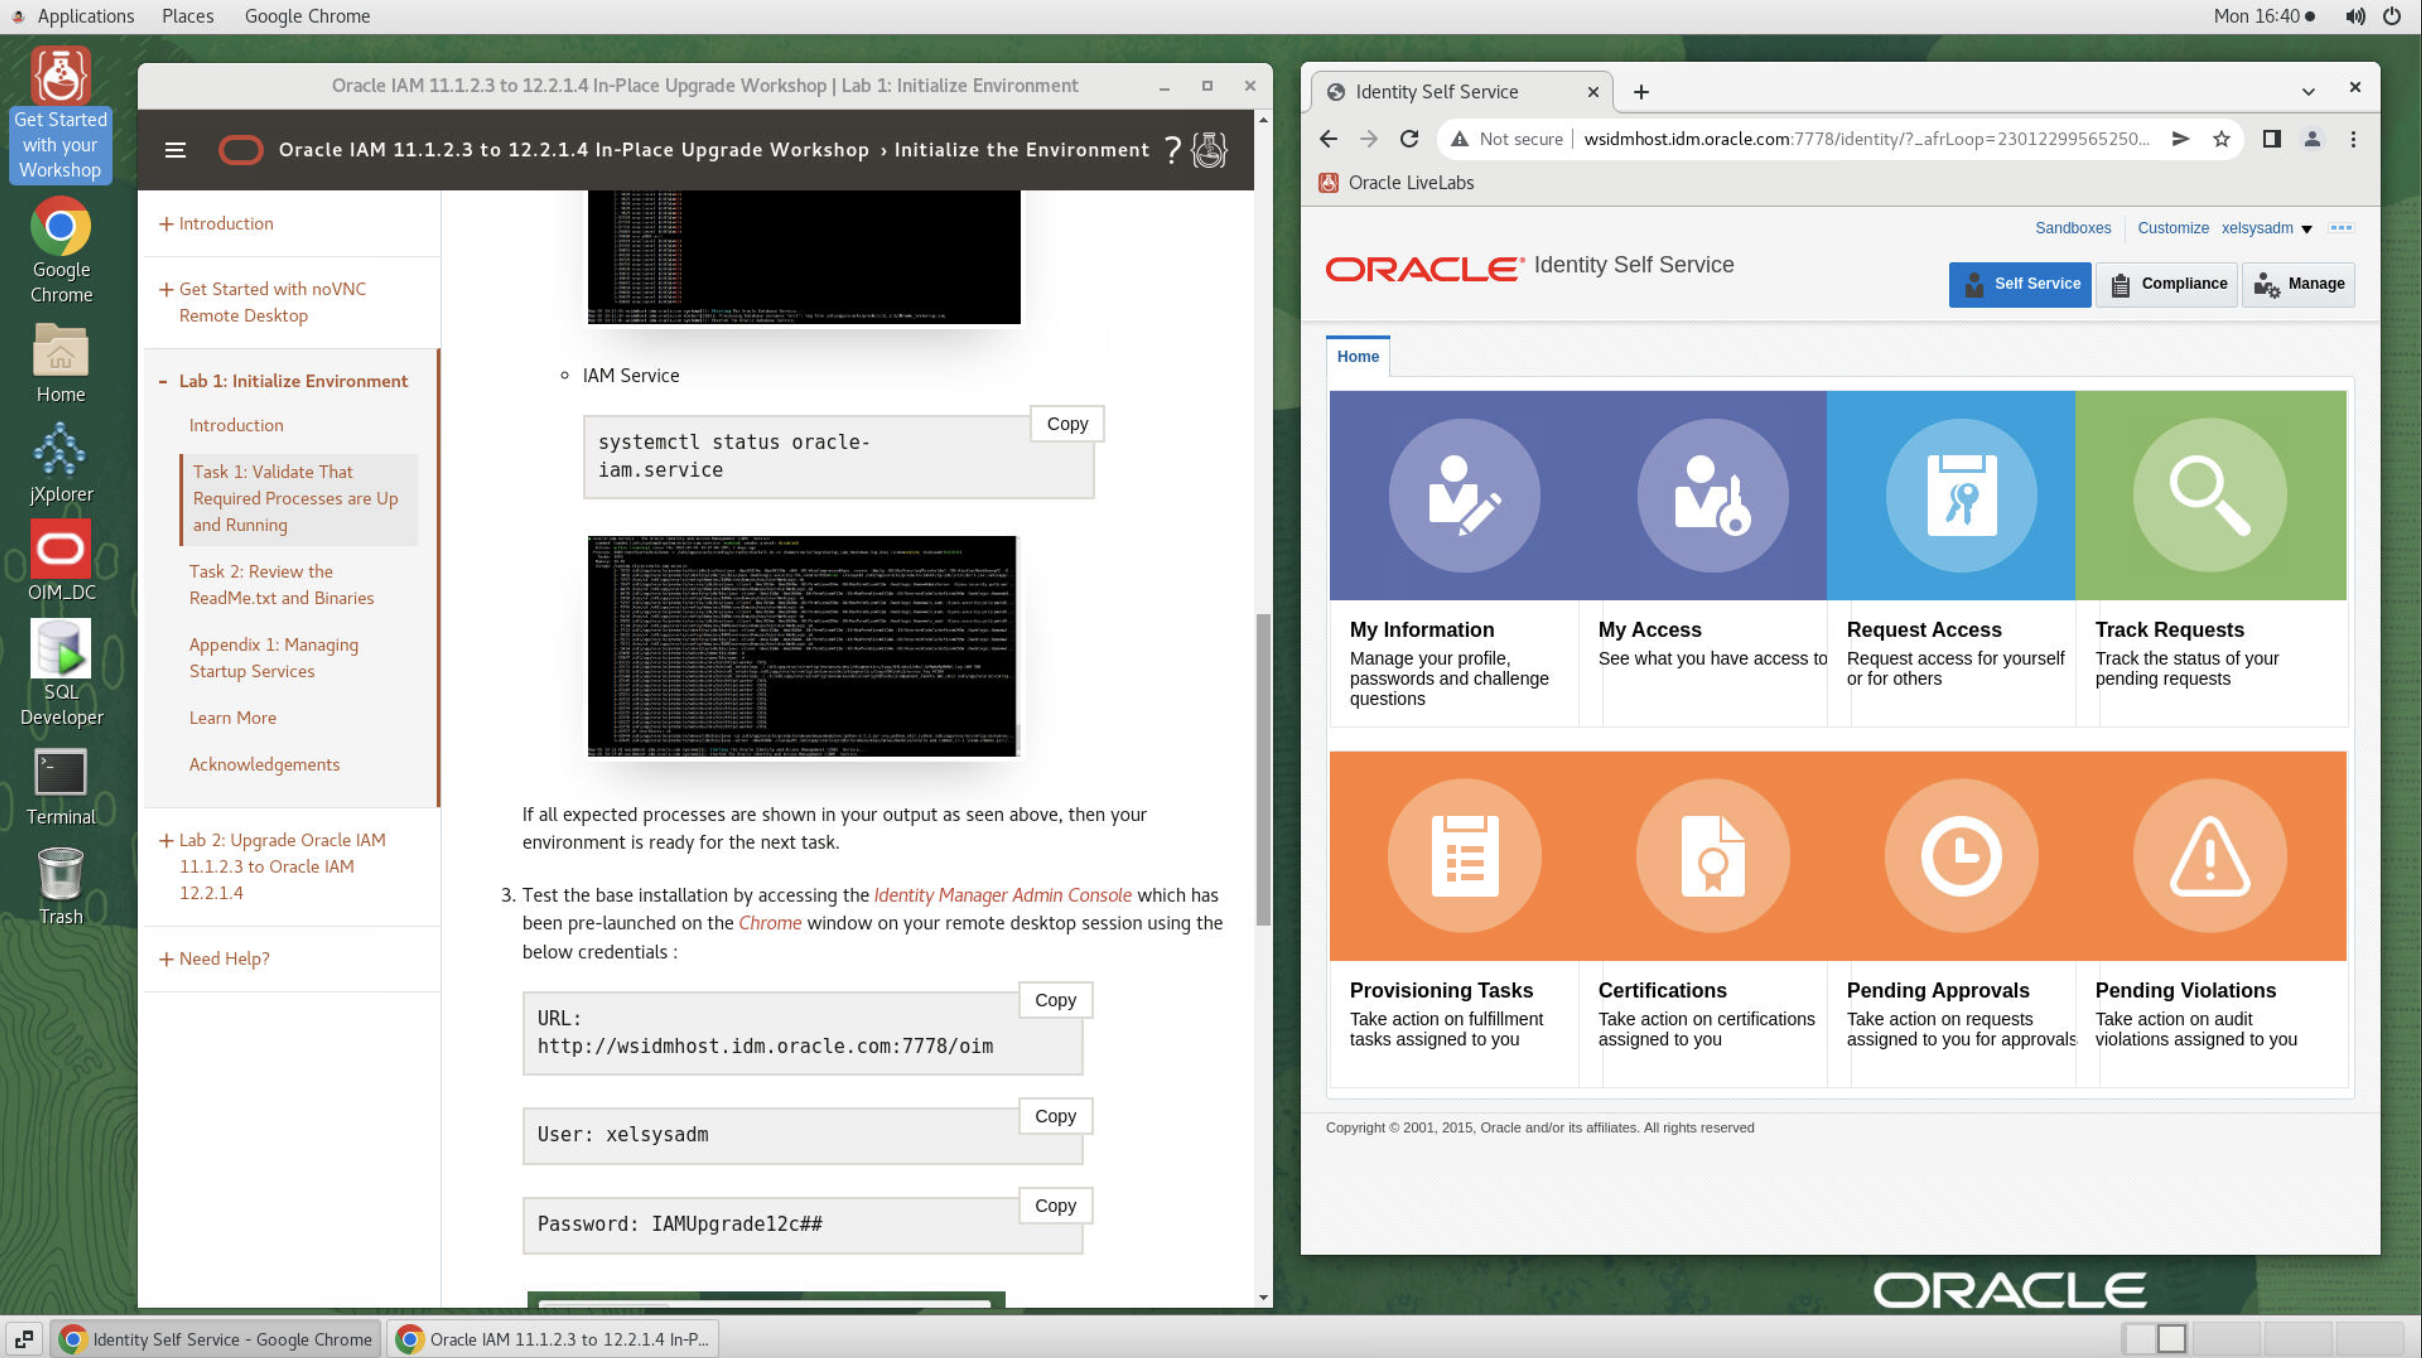 Applications Places Google Chrome Mon 16:40
Get Started
with your
Workshop
Google
Chrome
Home
jXplorer
OIM_DC
SQL
Developer
Terminal
Trash
Oracle IAM 11.1.2.3 to 12.2.1.4 In-Place Upgrade Workshop | Lab 1: Initialize Environment
Oracle IAM 11.1.2.3 to 12.2.1.4 In-Place Upgrade Workshop › Initialize the Environment ?
+ Introduction
+ Get Started with noVNC
Remote Desktop
- Lab 1: Initialize Environment
Introduction
Task 1: Validate That
Required Processes are Up
and Running
Task 2: Review the
ReadMe.txt and Binaries
Appendix 1: Managing
Startup Services
Learn More
Acknowledgements
+ Lab 2: Upgrade Oracle IAM
11.1.2.3 to Oracle IAM
12.2.1.4
+ Need Help?
IAM Service
Copy
systemctl status oracle-
iam.service
If all expected processes are shown in your output as seen above, then your
environment is ready for the next task.
3. Test the base installation by accessing the Identity Manager Admin Console which has
been pre-launched on the Chrome window on your remote desktop session using the
below credentials :
Copy
URL:
http://wsidmhost.idm.oracle.com:7778/oim
Copy
User: xelsysadm
Copy
Password: IAMUpgrade12c##
Identity Self Service
Not secure wsidmhost.idm.oracle.com:7778/identity/?_afrLoop=23012299565250...
Oracle LiveLabs
Sandboxes Customize xelsysadm
ORACLE Identity Self Service
Self Service Compliance Manage
Home
My Information
Manage your profile,
passwords and challenge
questions
My Access
See what you have access to
Request Access
Request access for yourself
or for others
Track Requests
Track the status of your
pending requests
Provisioning Tasks
Take action on fulfillment
tasks assigned to you
Certifications
Take action on certifications
assigned to you
Pending Approvals
Take action on requests
assigned to you for approvals
Pending Violations
Take action on audit
violations assigned to you
Copyright © 2001, 2015, Oracle and/or its affiliates. All rights reserved
ORACLE
Identity Self Service - Google Chrome
Oracle IAM 11.1.2.3 to 12.2.1.4 In-P...